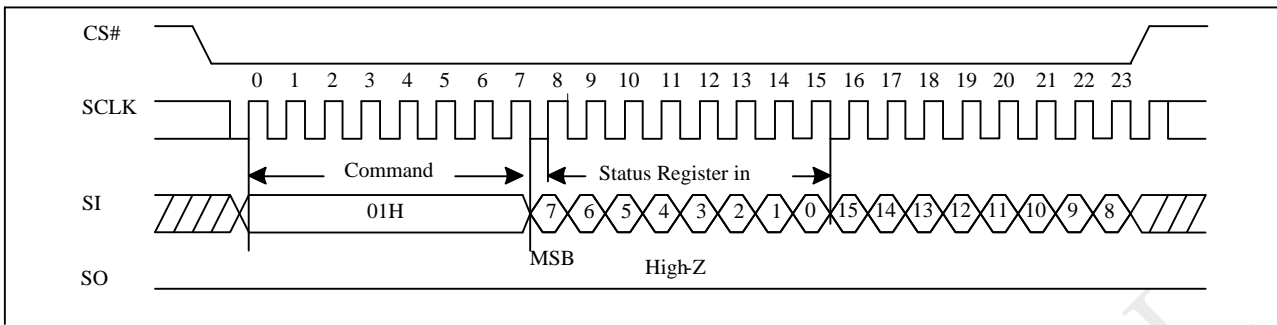 CS#
0 1 2 3 4 5 6 7 8 9 10 11 12 13 14 15 16 17 18 19 20 21 22 23
SCLK
Command Status Register in
SI 01H 7 6 5 4 3 2 1 0 15 14 13 12 11 10 9 8
MSB High-Z
SO